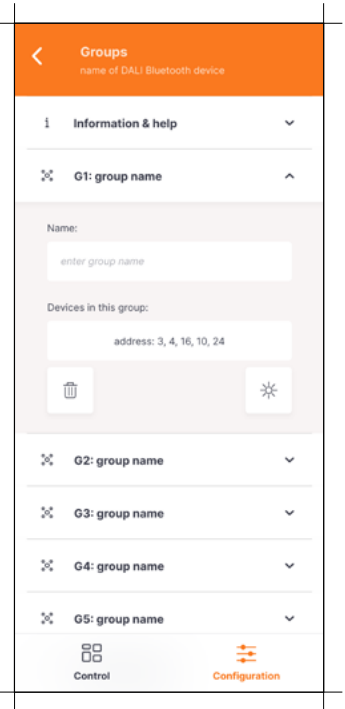 Groups
name of DALI Bluetooth device
i Information & help
G1: group name
Name:
enter group name
Devices in this group:
address: 3, 4, 16, 10, 24
G2: group name
G3: group name
G4: group name
G5: group name
Control Configuration